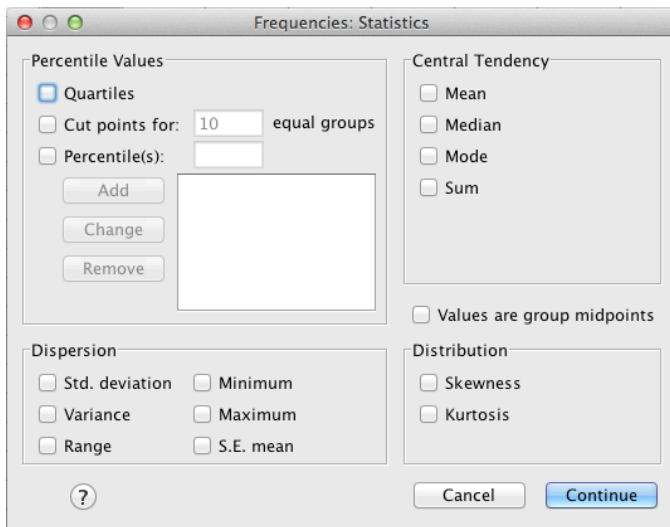 Frequencies: Statistics
Percentile Values
Quartiles
Cut points for: 10 equal groups
Percentile(s):
Add
Change
Remove
Central Tendency
Mean
Median
Mode
Sum
Values are group midpoints
Dispersion
Std. deviation Minimum
Variance Maximum
Range S.E. mean
Distribution
Skewness
Kurtosis
?
Cancel Continue